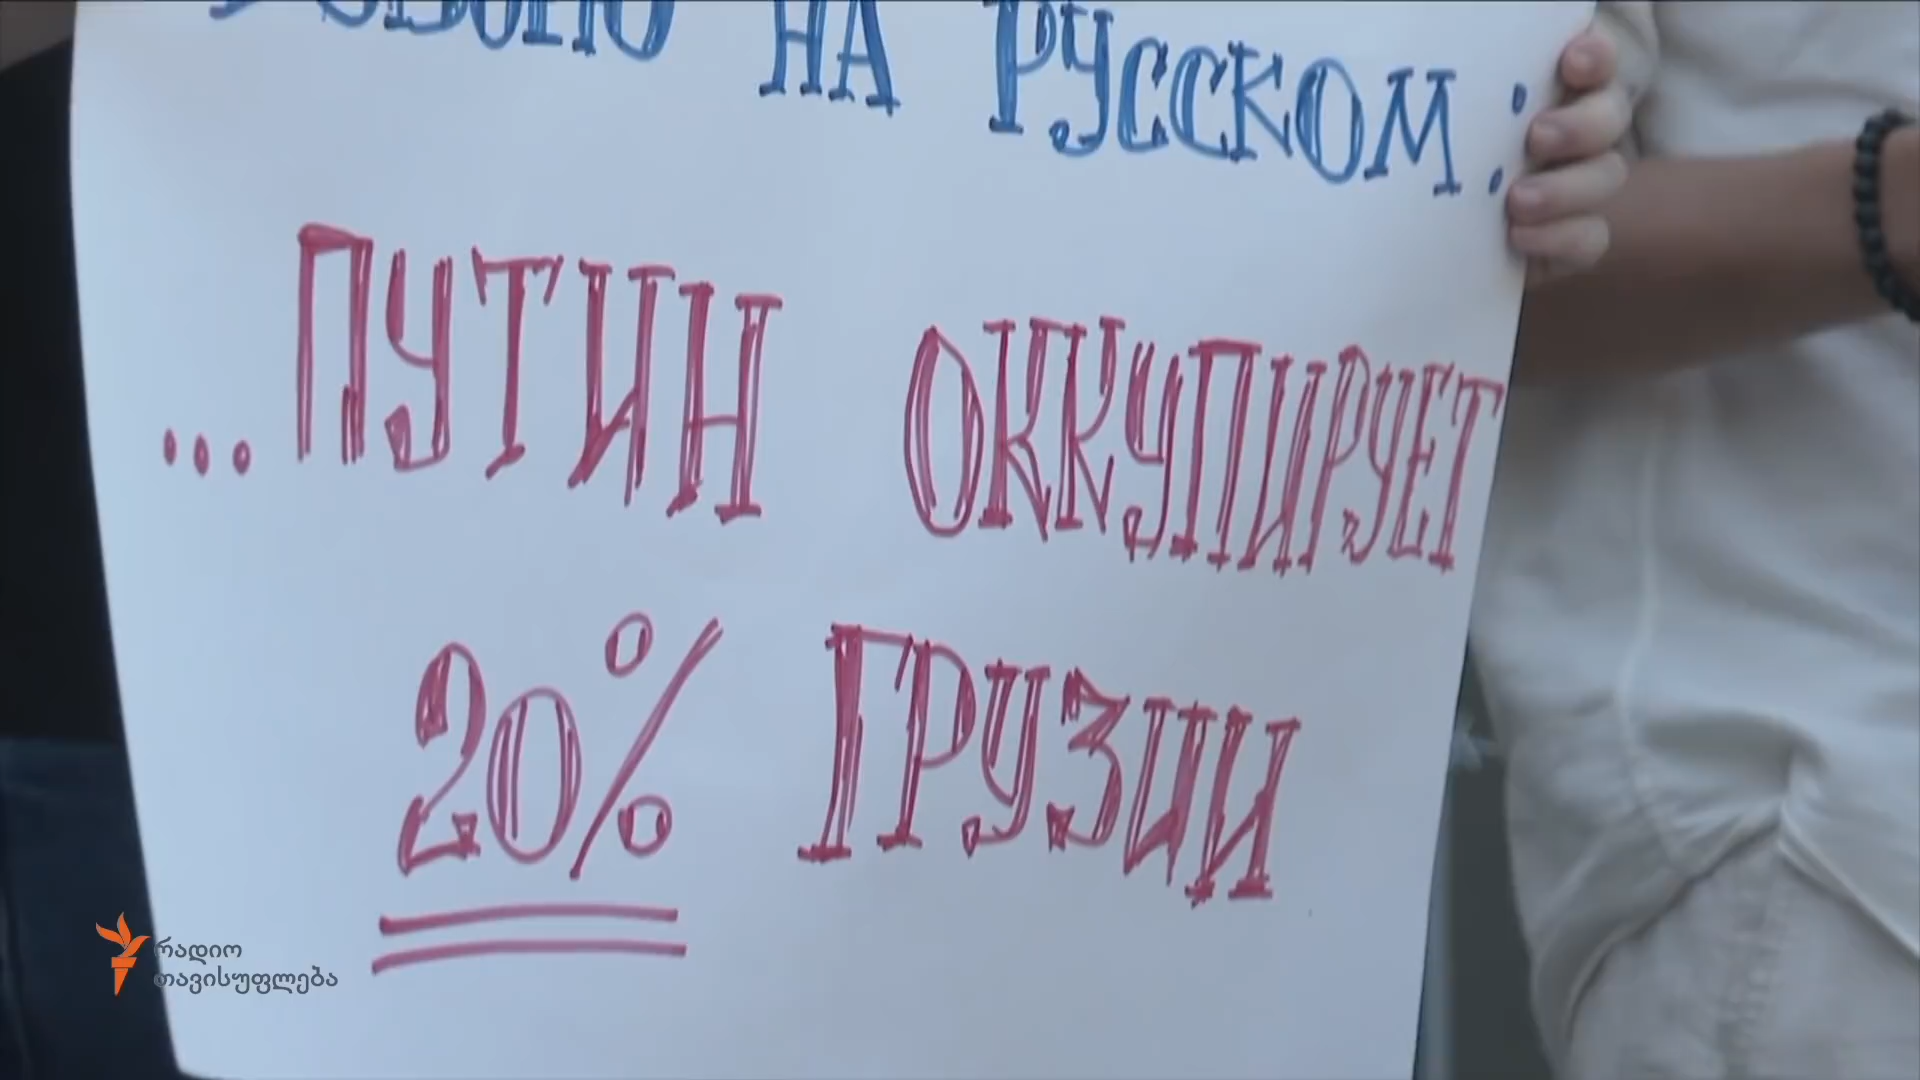 НА РУССКОМ:
...ПУТИН ОККУПИРУЕТ
20% ГРУЗИИ
რადიო
თავისუფლება